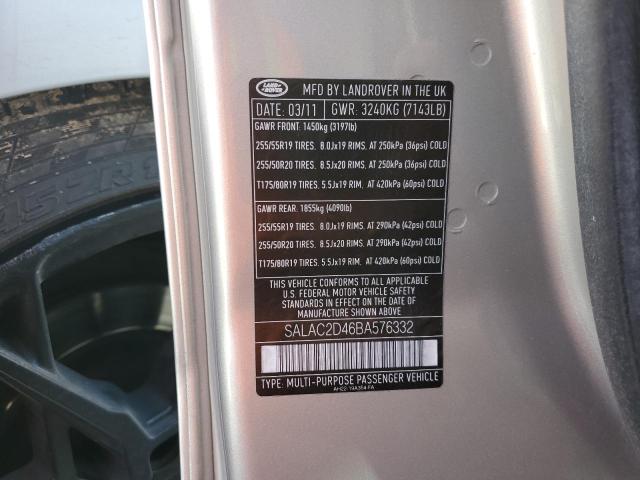 LAND ROVER
MFD BY LANDROVER IN THE UK
DATE: 03/11 GWR: 3240KG (7143LB)
GAWR FRONT: 1450kg (3197lb)
255/55R19 TIRES. 8.0Jx19 RIMS. AT 250kPa (36psi) COLD
255/50R20 TIRES. 8.5Jx20 RIMS. AT 250kPa (36psi) COLD
T175/80R19 TIRES. 5.5Jx19 RIM. AT 420kPa (60psi) COLD
GAWR REAR. 1855kg (4090lb)
255/55R19 TIRES. 8.0Jx19 RIMS. AT 290kPa (42psi) COLD
255/50R20 TIRES. 8.5Jx20 RIMS. AT 290kPa (42psi) COLD
T175/80R19 TIRES 5.5Jx19 RIM. AT 420kPa (60psi) COLD
THIS VEHICLE CONFORMS TO ALL APPLICABLE
U.S. FEDERAL MOTOR VEHICLE SAFETY
STANDARDS IN EFFECT ON THE DATE OF
MANUFACTURE SHOWN ABOVE
SALAC2D46BA576332
TYPE: MULTI-PURPOSE PASSENGER VEHICLE
AH22-19A364-FA